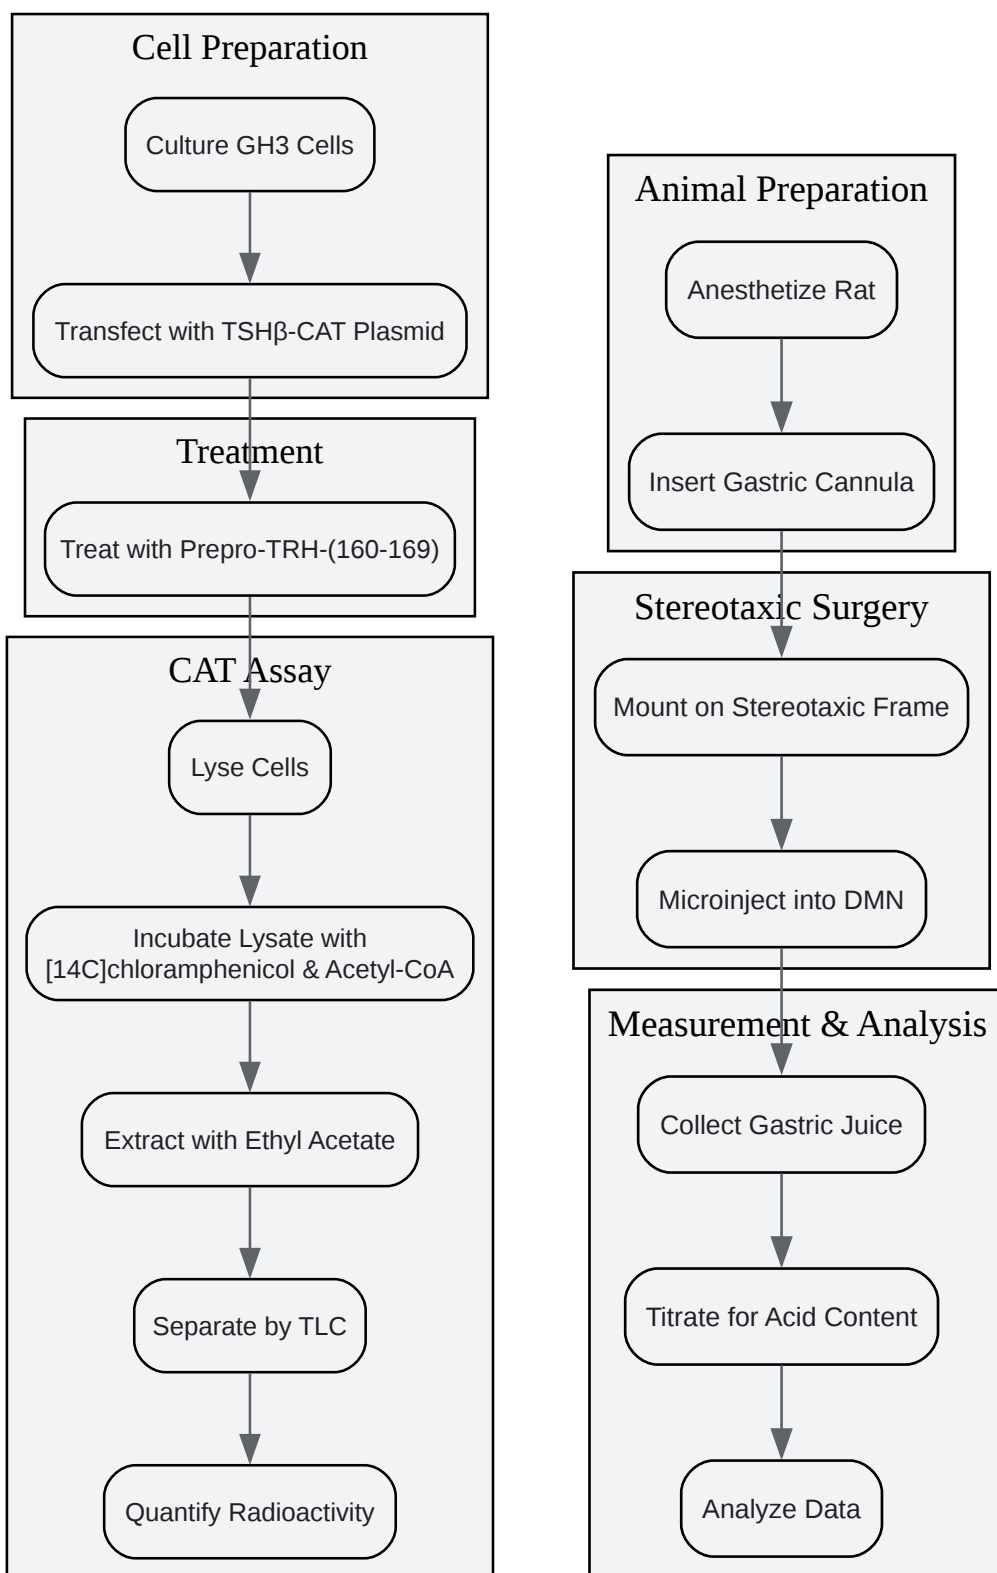 Cell Preparation
Culture GH3 Cells
Transfect with TSHβ-CAT Plasmid
Treatment
Treat with Prepro-TRH-(160-169)
CAT Assay
Lyse Cells
Incubate Lysate with
[14C]chloramphenicol & Acetyl-CoA
Extract with Ethyl Acetate
Separate by TLC
Quantify Radioactivity
Animal Preparation
Anesthetize Rat
Insert Gastric Cannula
Stereotaxic Surgery
Mount on Stereotaxic Frame
Microinject into DMN
Measurement & Analysis
Collect Gastric Juice
Titrate for Acid Content
Analyze Data